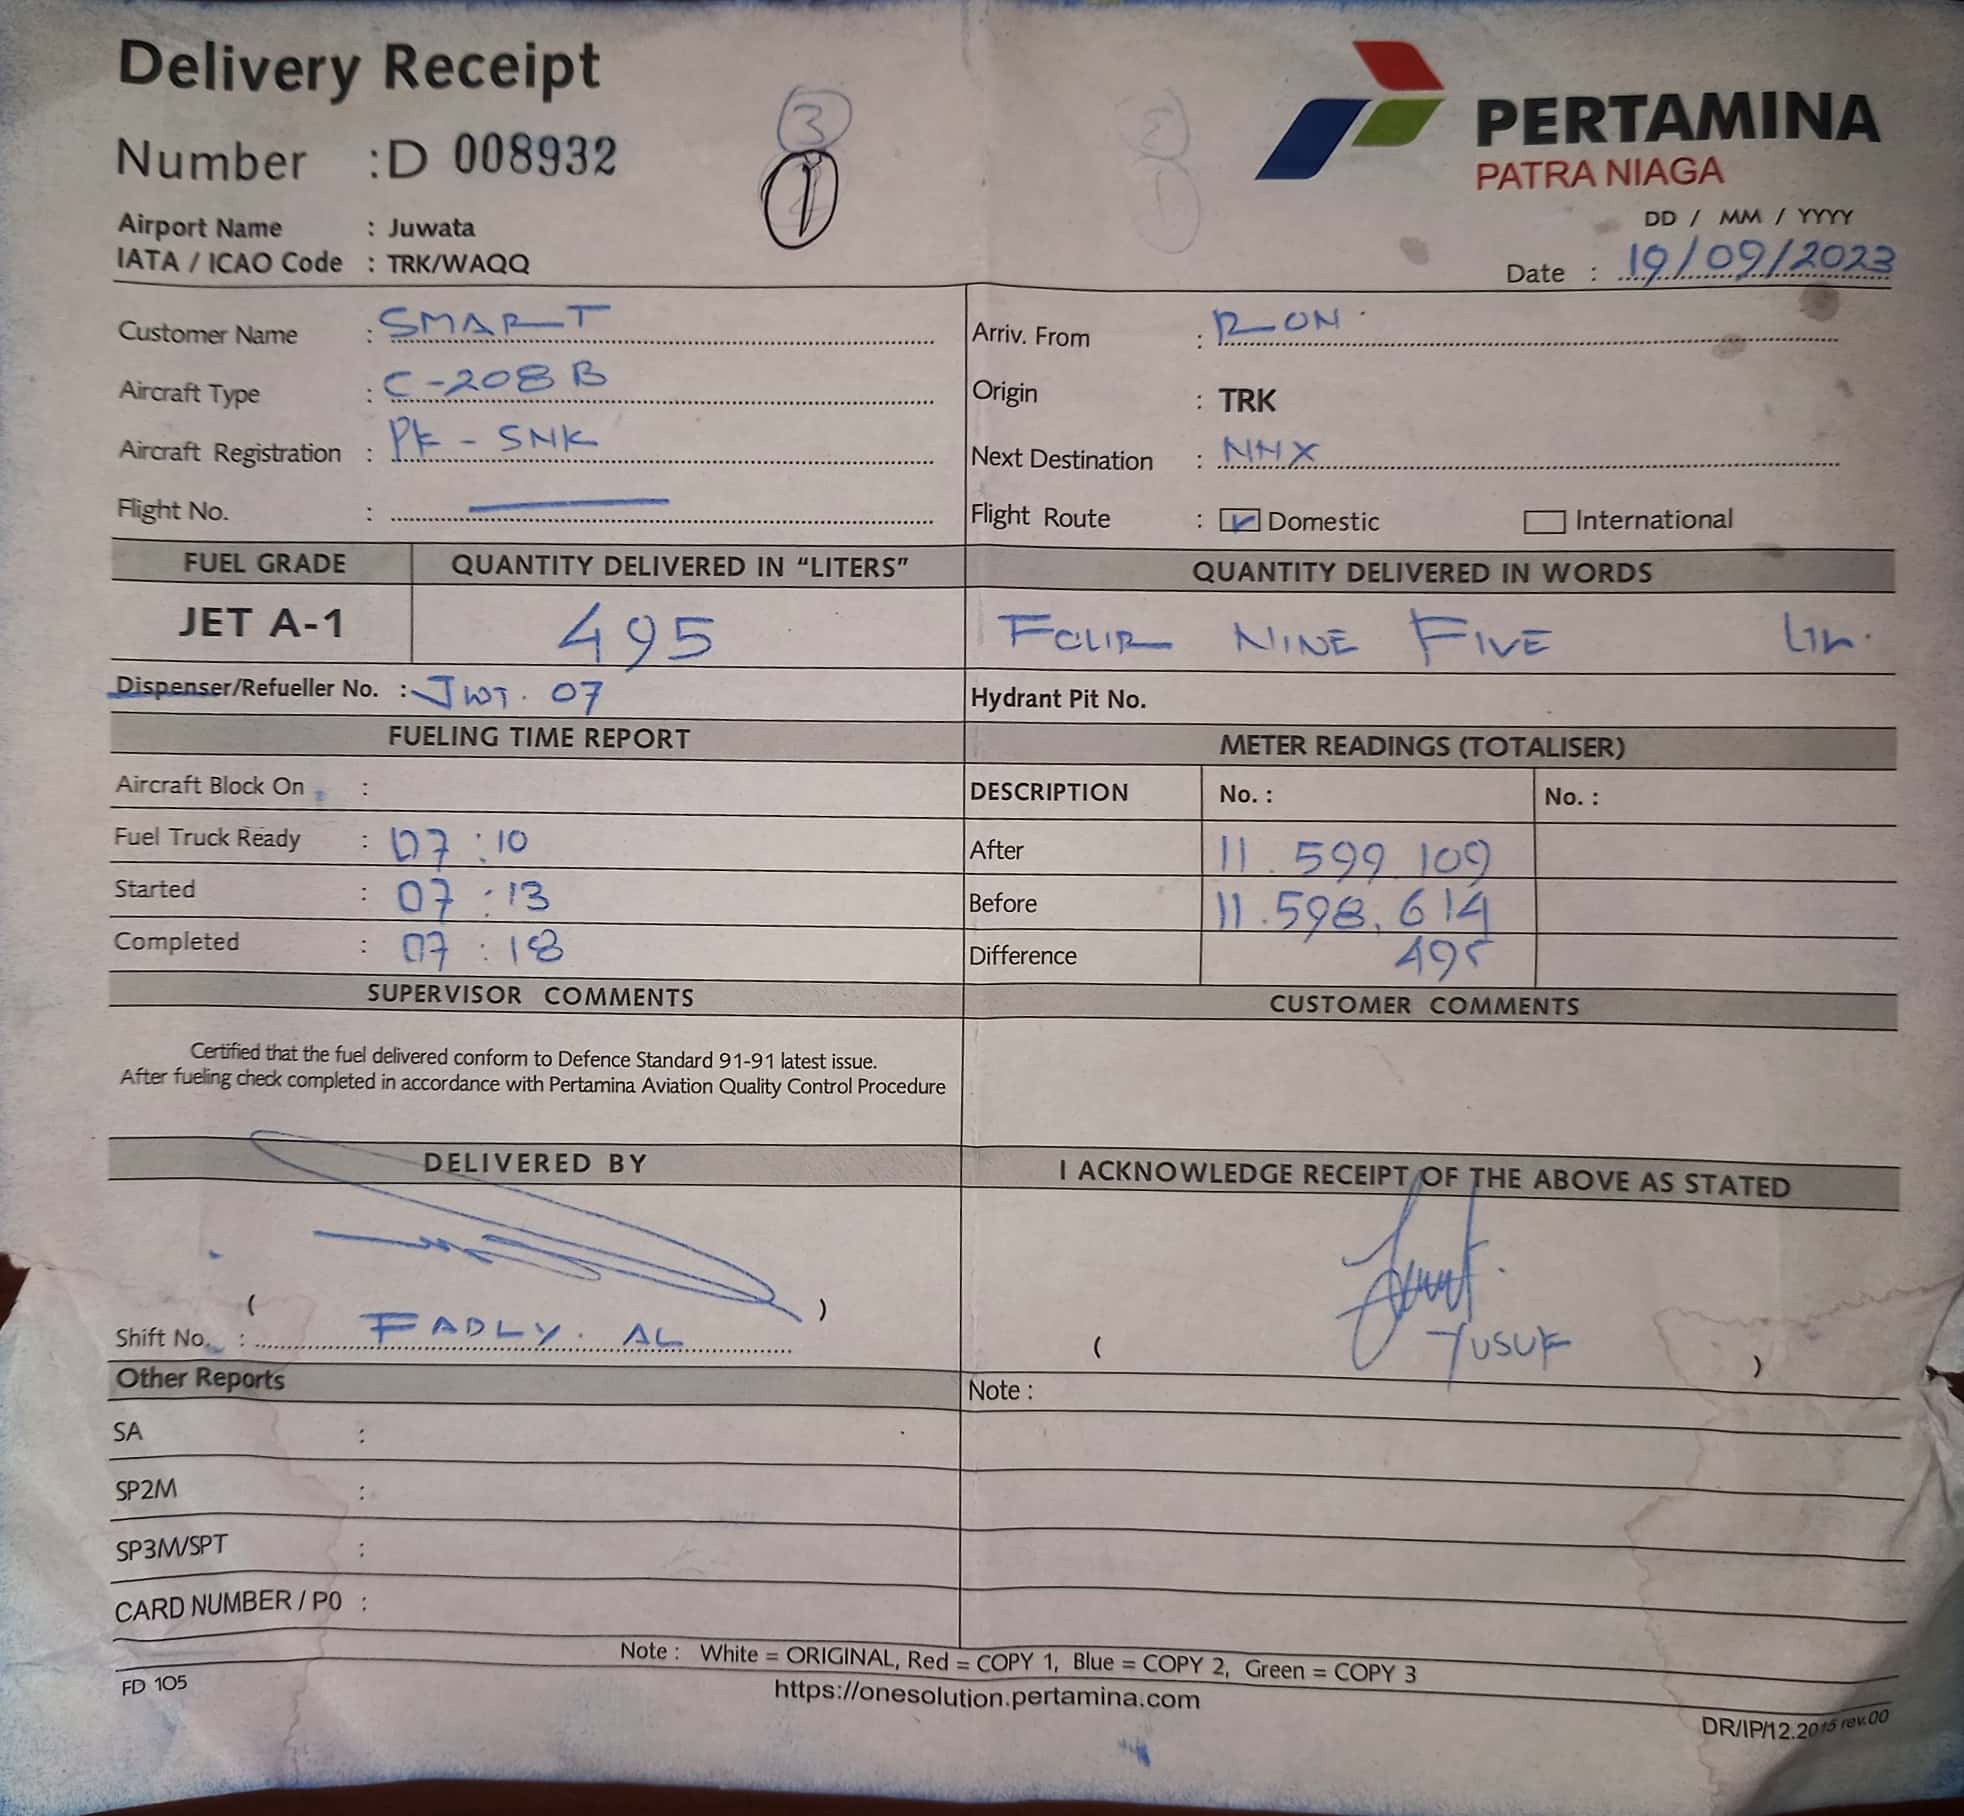 Delivery Receipt
Number : D 008932
3
1
PERTAMINA
PATRA NIAGA
Airport Name : Juwata
IATA / ICAO Code : TRK/WAQQ
DD / MM / YYYY
Date : 19/09/2023
Customer Name : SMART
Arriv. From : RON.
Aircraft Type : C-208 B
Origin : TRK
Aircraft Registration : PK - SNK
Next Destination : NNX
Flight No. :
Flight Route : Domestic International
FUEL GRADE QUANTITY DELIVERED IN “LITERS” QUANTITY DELIVERED IN WORDS
JET A-1 495 FOUR NINE FIVE
Dispenser/Refueller No. : JWT. 07 Hydrant Pit No.
FUELING TIME REPORT METER READINGS (TOTALISER)
Aircraft Block On : DESCRIPTION No. : No. :
Fuel Truck Ready : 07 : 10 After 11.599.109
Started : 07 : 13 Before 11.598.614
Completed : 07 : 18 Difference 495
SUPERVISOR COMMENTS CUSTOMER COMMENTS
Certified that the fuel delivered conform to Defence Standard 91-91 latest issue.
After fueling check completed in accordance with Pertamina Aviation Quality Control Procedure
DELIVERED BY I ACKNOWLEDGE RECEIPT OF THE ABOVE AS STATED
( )
Shift No. : FADLY. AL
( YUSUF )
Other Reports Note :
SA :
SP2M :
SP3M/SPT :
CARD NUMBER / P0 :
Note : White = ORIGINAL, Red = COPY 1, Blue = COPY 2, Green = COPY 3
FD 105
https://onesolution.pertamina.com
DR/IP/12.2015 rev.00